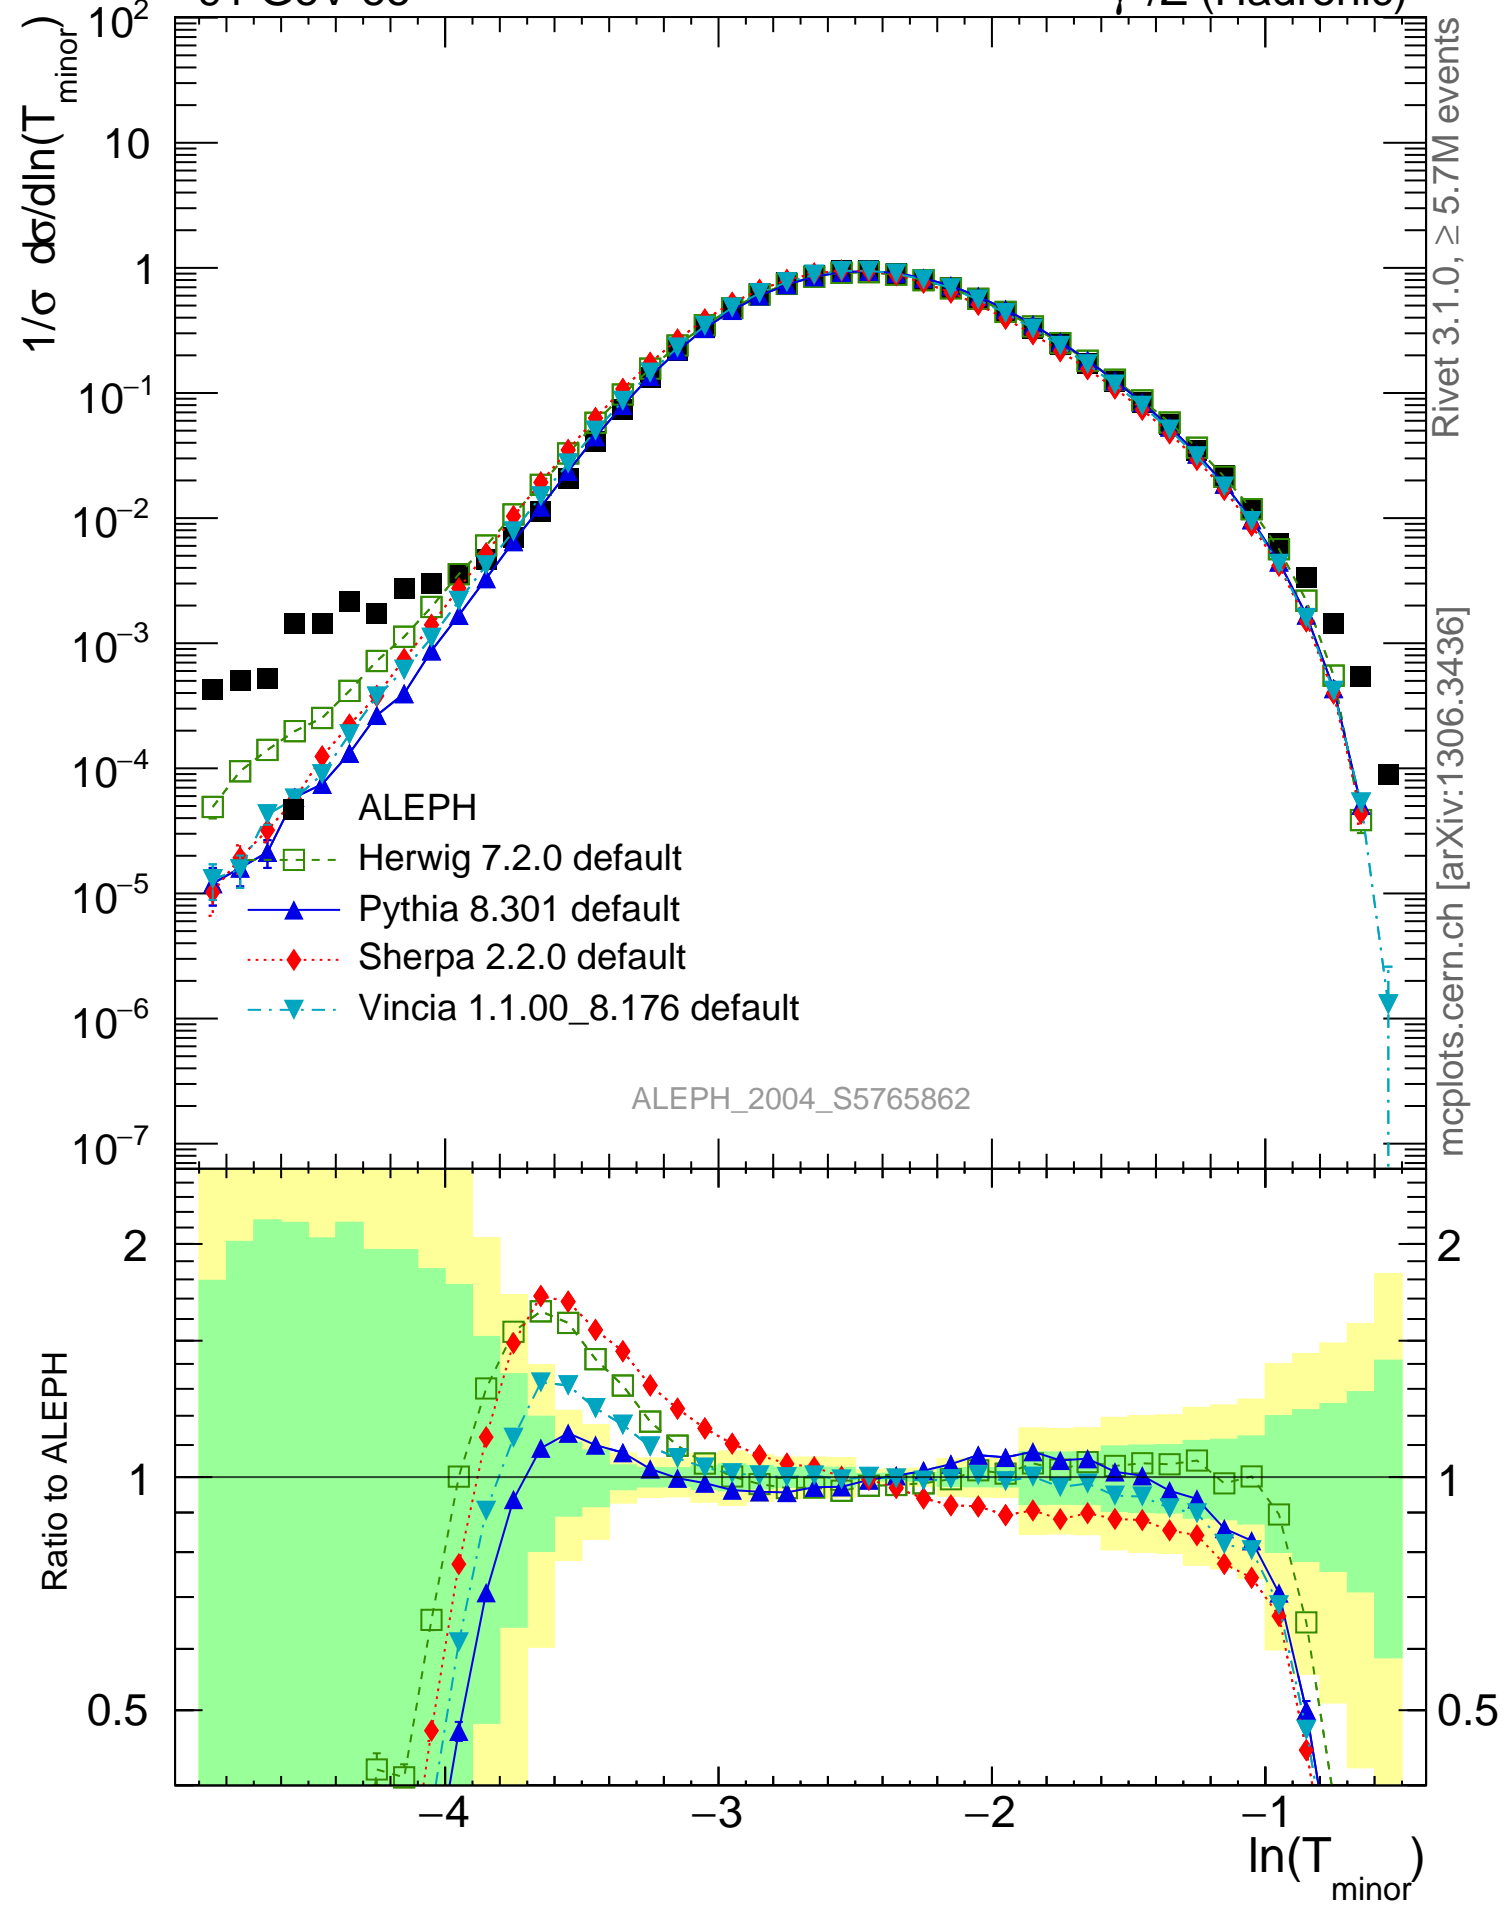 1/σ dσ/dln(T_minor)
10^2
10
1
10^−1
10^−2
10^−3
10^−4
10^−5
10^−6
10^−7
ALEPH
Herwig 7.2.0 default
Pythia 8.301 default
Sherpa 2.2.0 default
Vincia 1.1.00_8.176 default
ALEPH_2004_S5765862
Rivet 3.1.0, ≥ 5.7M events
mcplots.cern.ch [arXiv:1306.3436]
Ratio to ALEPH
2
1
0.5
2
1
0.5
−4 −3 −2 −1
ln(T_minor)